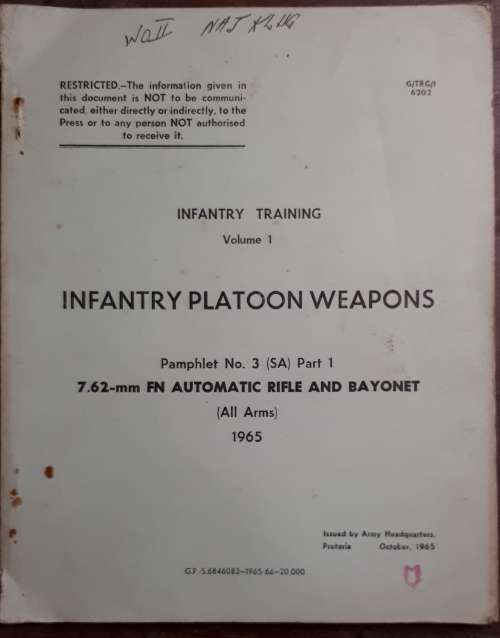 WOII
RESTRICTED.—The information given in
this document is NOT to be communi-
cated, either directly or indirectly, to the
Press or to any person NOT authorised
to receive it.
G/TRG/I
6202
INFANTRY TRAINING
Volume 1
INFANTRY PLATOON WEAPONS
Pamphlet No. 3 (SA) Part 1
7.62-mm FN AUTOMATIC RIFLE AND BAYONET
(All Arms)
1965
Issued by Army Headquarters,
Pretoria October, 1965
G.P.-S.6846083—1965-66—20,000